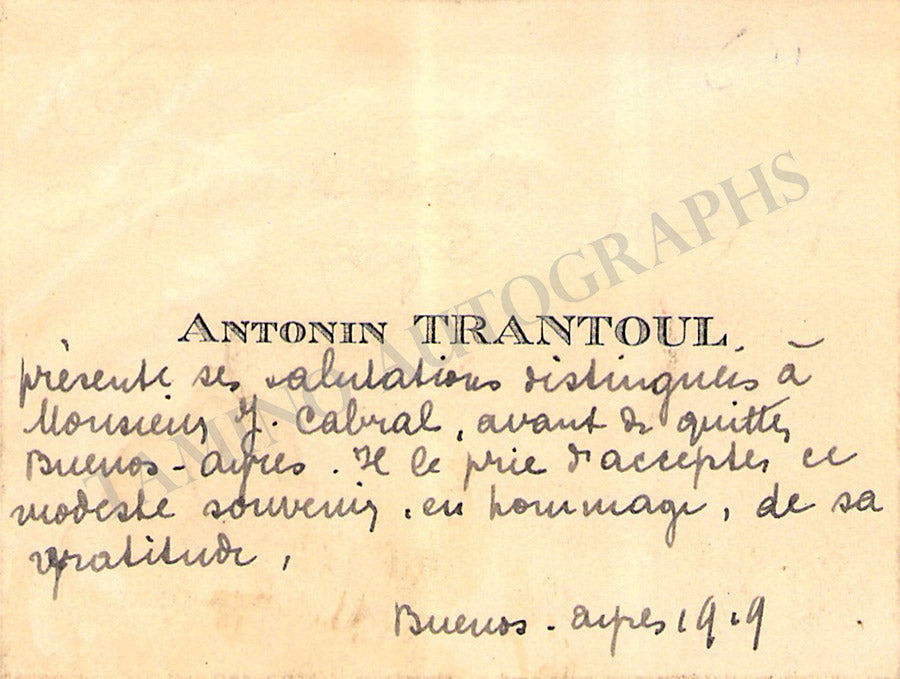 ANTONIN TRANTOUL
présente ses salutations distinguées à
Monsieur J. Cabral, avant de quitter
Buenos-ayres. Il le prie d'accepter ce
modeste souvenir, en hommage, de sa
gratitude,
Buenos-ayres
TAMINO AUTOGRAPHS